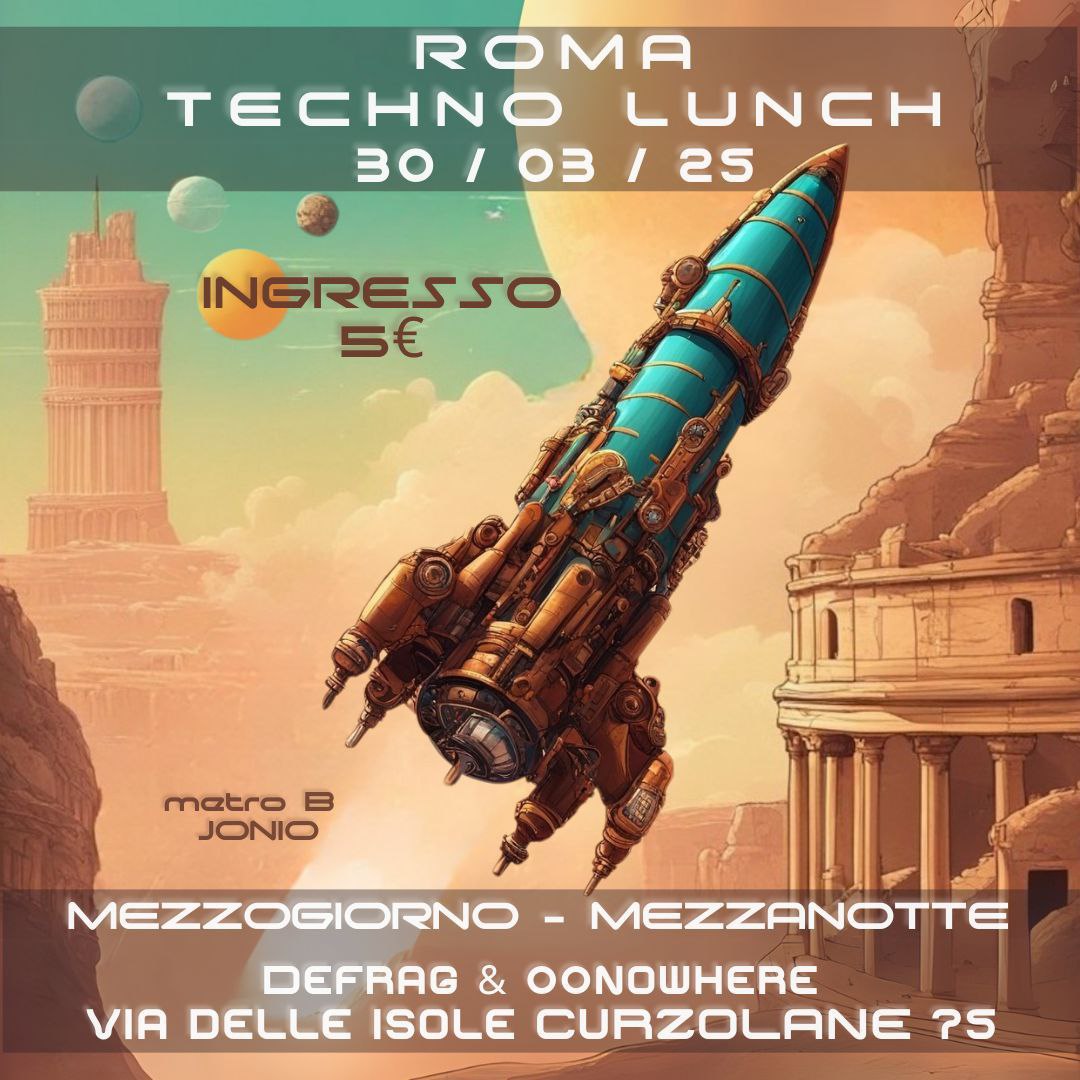 ROMA
TECHNO LUNCH
30 / 03 / 25
INGRESSO
5€
metro B
JONIO
MEZZOGIORNO - MEZZANOTTE
DEFRAG & OONOWHERE
VIA DELLE ISOLE CURZOLANE 75